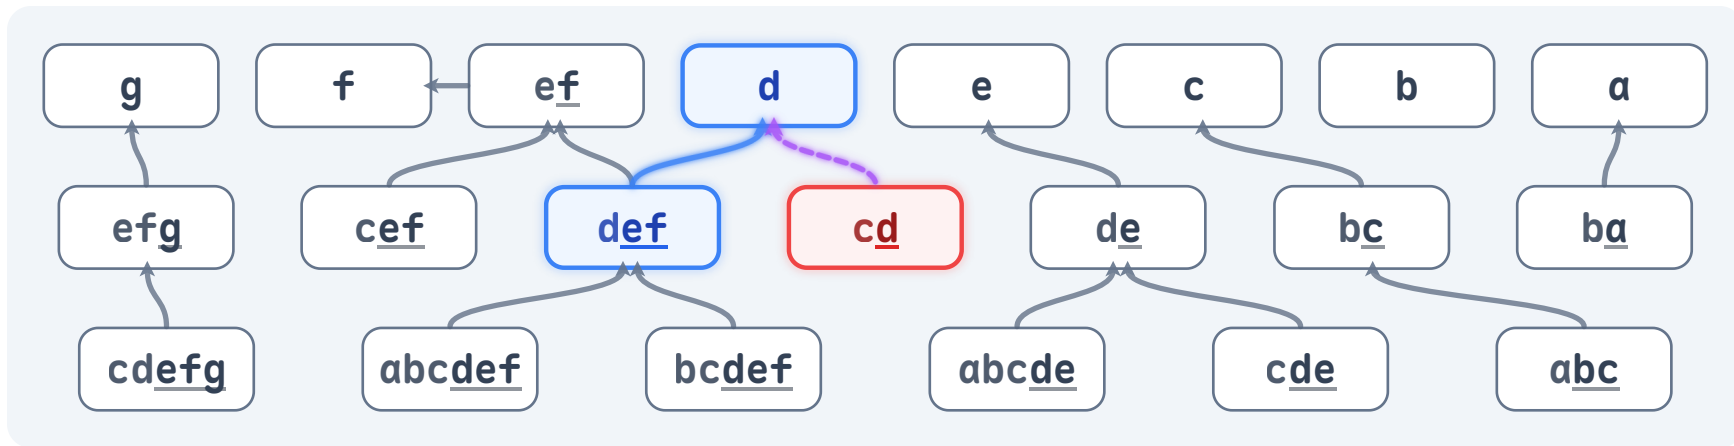 g f ef d e c b a
efg cef def cd de bc ba
cdefg abcdef bcdef abcde cde abc